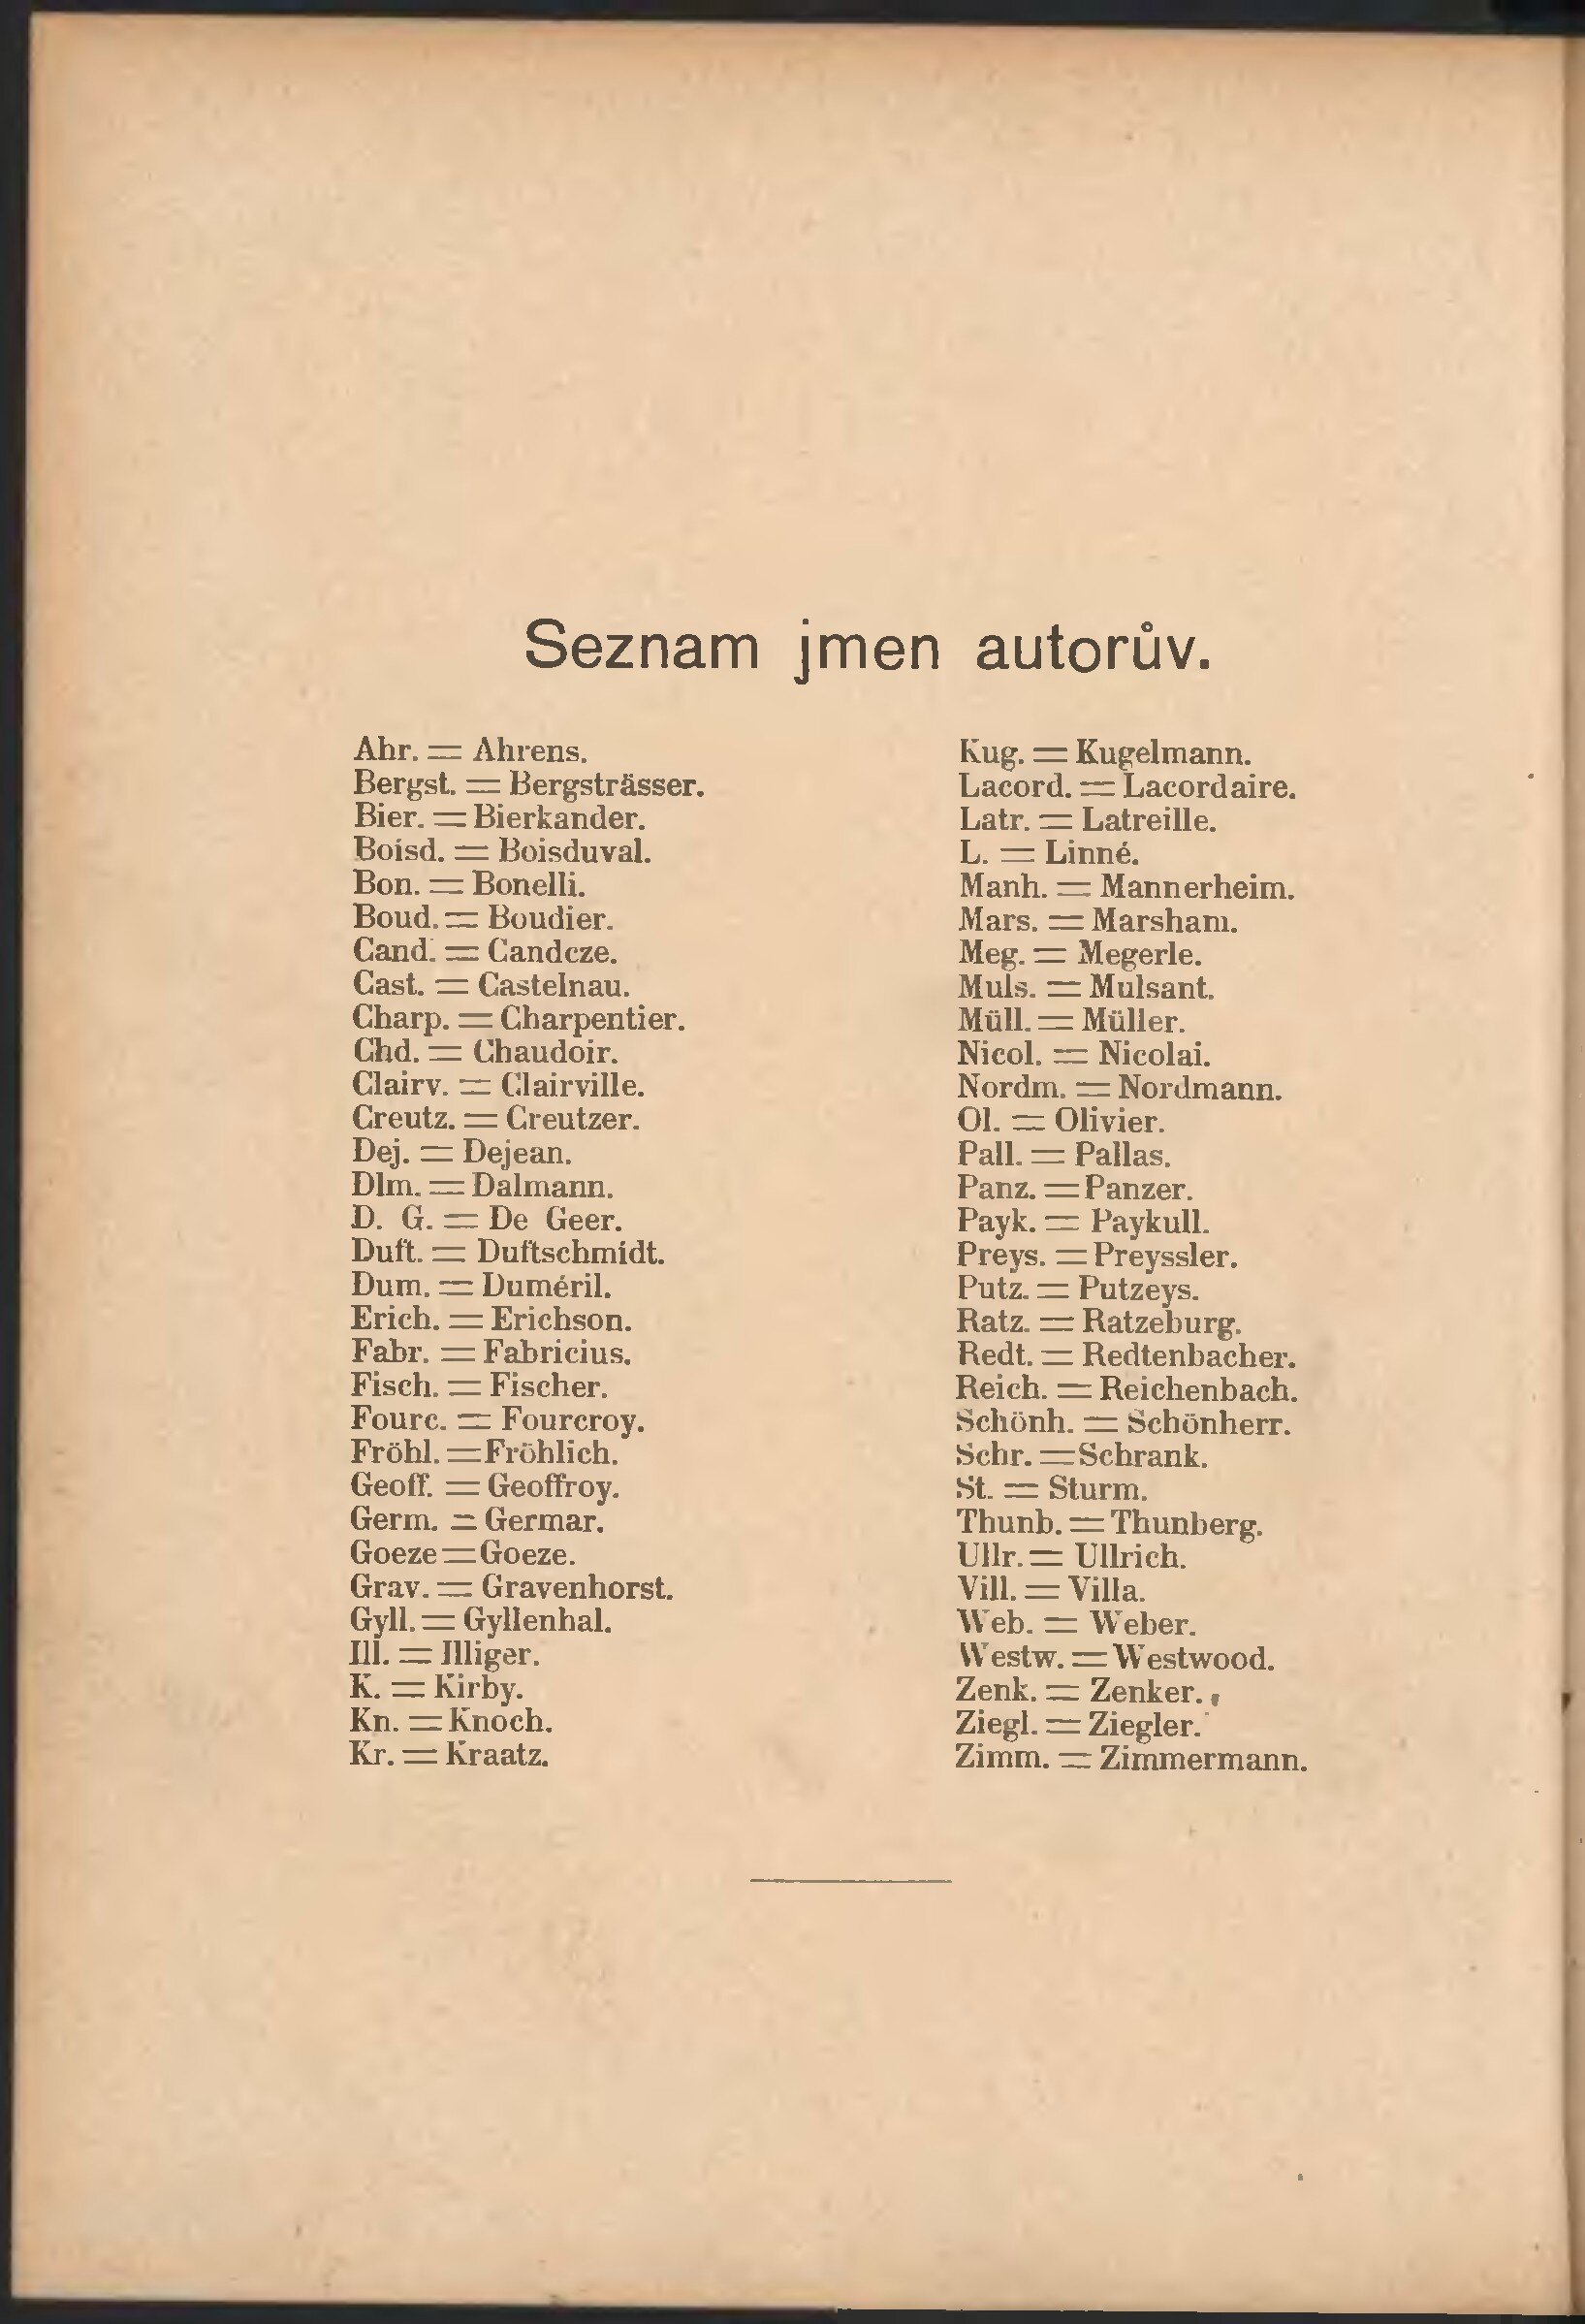 Seznam jmen autorův.
Ahr. = Ahrens.
Bergst. = Bergsträsser.
Bier. = Bierkander.
Boisd. = Boisduval.
Bon. = Bonelli.
Boud. = Boudier.
Cand. = Candcze.
Cast. = Castelnau.
Charp. = Charpentier.
Chd. = Chaudoir.
Clairv. = Clairville.
Creutz. = Creutzer.
Dej. = Dejean.
Dlm. = Dalmann.
D. G. = De Geer.
Duft. = Duftschmidt.
Dum. = Duméril.
Erich. = Erichson.
Fabr. = Fabricius.
Fisch. = Fischer.
Fourc. = Fourcroy.
Fröhl. = Fröhlich.
Geoff. = Geoffroy.
Germ. = Germar.
Goeze = Goeze.
Grav. = Gravenhorst.
Gyll. = Gyllenhal.
Ill. = Illiger.
K. = Kirby.
Kn. = Knoch.
Kr. = Kraatz.
Kug. = Kugelmann.
Lacord. = Lacordaire.
Latr. = Latreille.
L. = Linné.
Manh. = Mannerheim.
Mars. = Marsham.
Meg. = Megerle.
Muls. = Mulsant.
Müll. = Müller.
Nicol. = Nicolai.
Nordm. = Nordmann.
Ol. = Olivier.
Pall. = Pallas.
Panz. = Panzer.
Payk. = Paykull.
Preys. = Preyssler.
Putz. = Putzeys.
Ratz. = Ratzeburg.
Redt. = Redtenbacher.
Reich. = Reichenbach.
Schönh. = Schönherr.
Schr. = Schrank.
St. = Sturm.
Thunb. = Thunberg.
Ullr. = Ullrich.
Vill. = Villa.
Web. = Weber.
Westw. = Westwood.
Zenk. = Zenker.
Ziegl. = Ziegler.
Zimm. = Zimmermann.